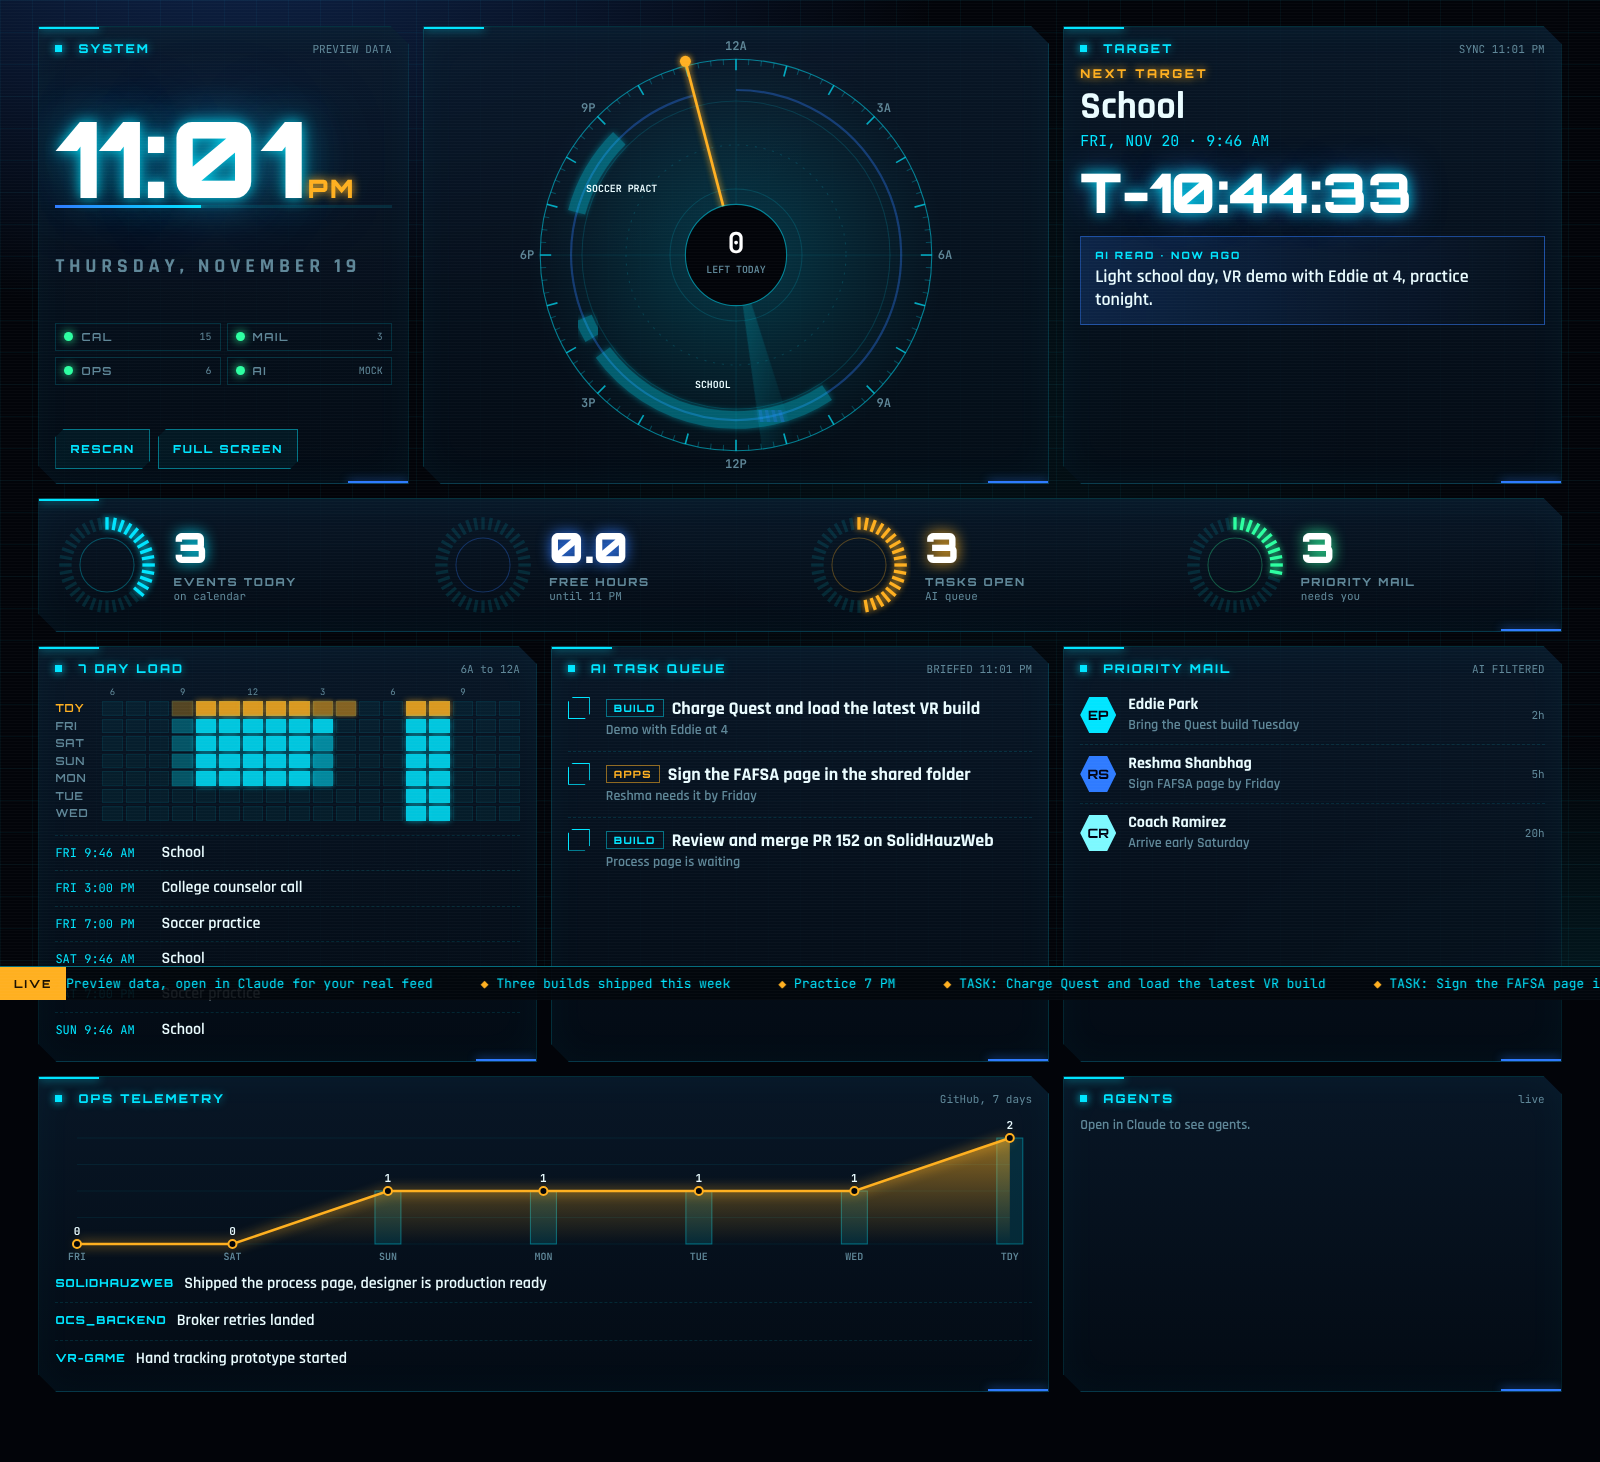 SYSTEM
PREVIEW DATA
11:01 PM
THURSDAY, NOVEMBER 19
CAL 15
MAIL 3
OPS 6
AI MOCK
RESCAN
FULL SCREEN
12A
3A
6A
9A
12P
3P
6P
9P
SOCCER PRACT
SCHOOL
0
LEFT TODAY
TARGET
SYNC 11:01 PM
NEXT TARGET
School
FRI, NOV 20 · 9:46 AM
T-10:44:33
AI READ · NOW AGO
Light school day, VR demo with Eddie at 4, practice
tonight.
3
EVENTS TODAY
on calendar
0.0
FREE HOURS
until 11 PM
3
TASKS OPEN
AI queue
3
PRIORITY MAIL
needs you
7 DAY LOAD
6A to 12A
6 9 12 3 6 9
TDY
FRI
SAT
SUN
MON
TUE
WED
FRI 9:46 AM School
FRI 3:00 PM College counselor call
FRI 7:00 PM Soccer practice
SAT 9:46 AM School
Soccer practice
SUN 9:46 AM School
AI TASK QUEUE
BRIEFED 11:01 PM
BUILD Charge Quest and load the latest VR build
Demo with Eddie at 4
APPS Sign the FAFSA page in the shared folder
Reshma needs it by Friday
BUILD Review and merge PR 152 on SolidHauzWeb
Process page is waiting
PRIORITY MAIL
AI FILTERED
EP Eddie Park 2h
Bring the Quest build Tuesday
RS Reshma Shanbhag 5h
Sign FAFSA page by Friday
CR Coach Ramirez 20h
Arrive early Saturday
LIVE Preview data, open in Claude for your real feed ◆ Three builds shipped this week ◆ Practice 7 PM ◆ TASK: Charge Quest and load the latest VR build ◆ TASK: Sign the FAFSA page i
OPS TELEMETRY
GitHub, 7 days
0 0 1 1 1 1 2
FRI SAT SUN MON TUE WED TDY
SOLIDHAUZWEB Shipped the process page, designer is production ready
OCS_BACKEND Broker retries landed
VR-GAME Hand tracking prototype started
AGENTS
live
Open in Claude to see agents.